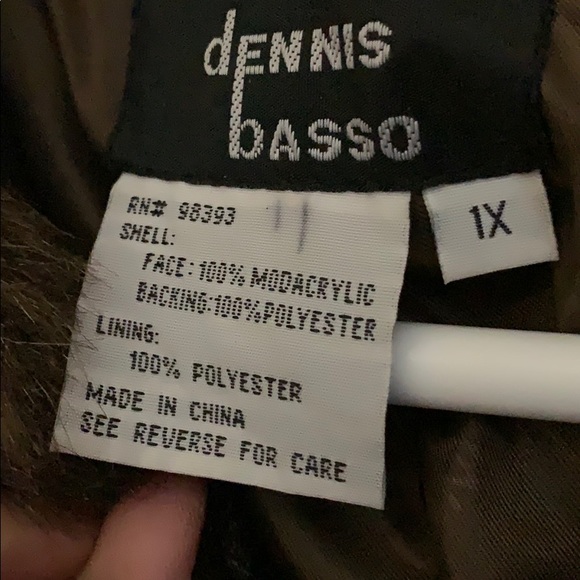 dENNIS
bASSO
1X
RN# 98393
SHELL:
FACE: 100% MODACRYLIC
BACKING:100%POLYESTER
LINING:
100% POLYESTER
MADE IN CHINA
SEE REVERSE FOR CARE